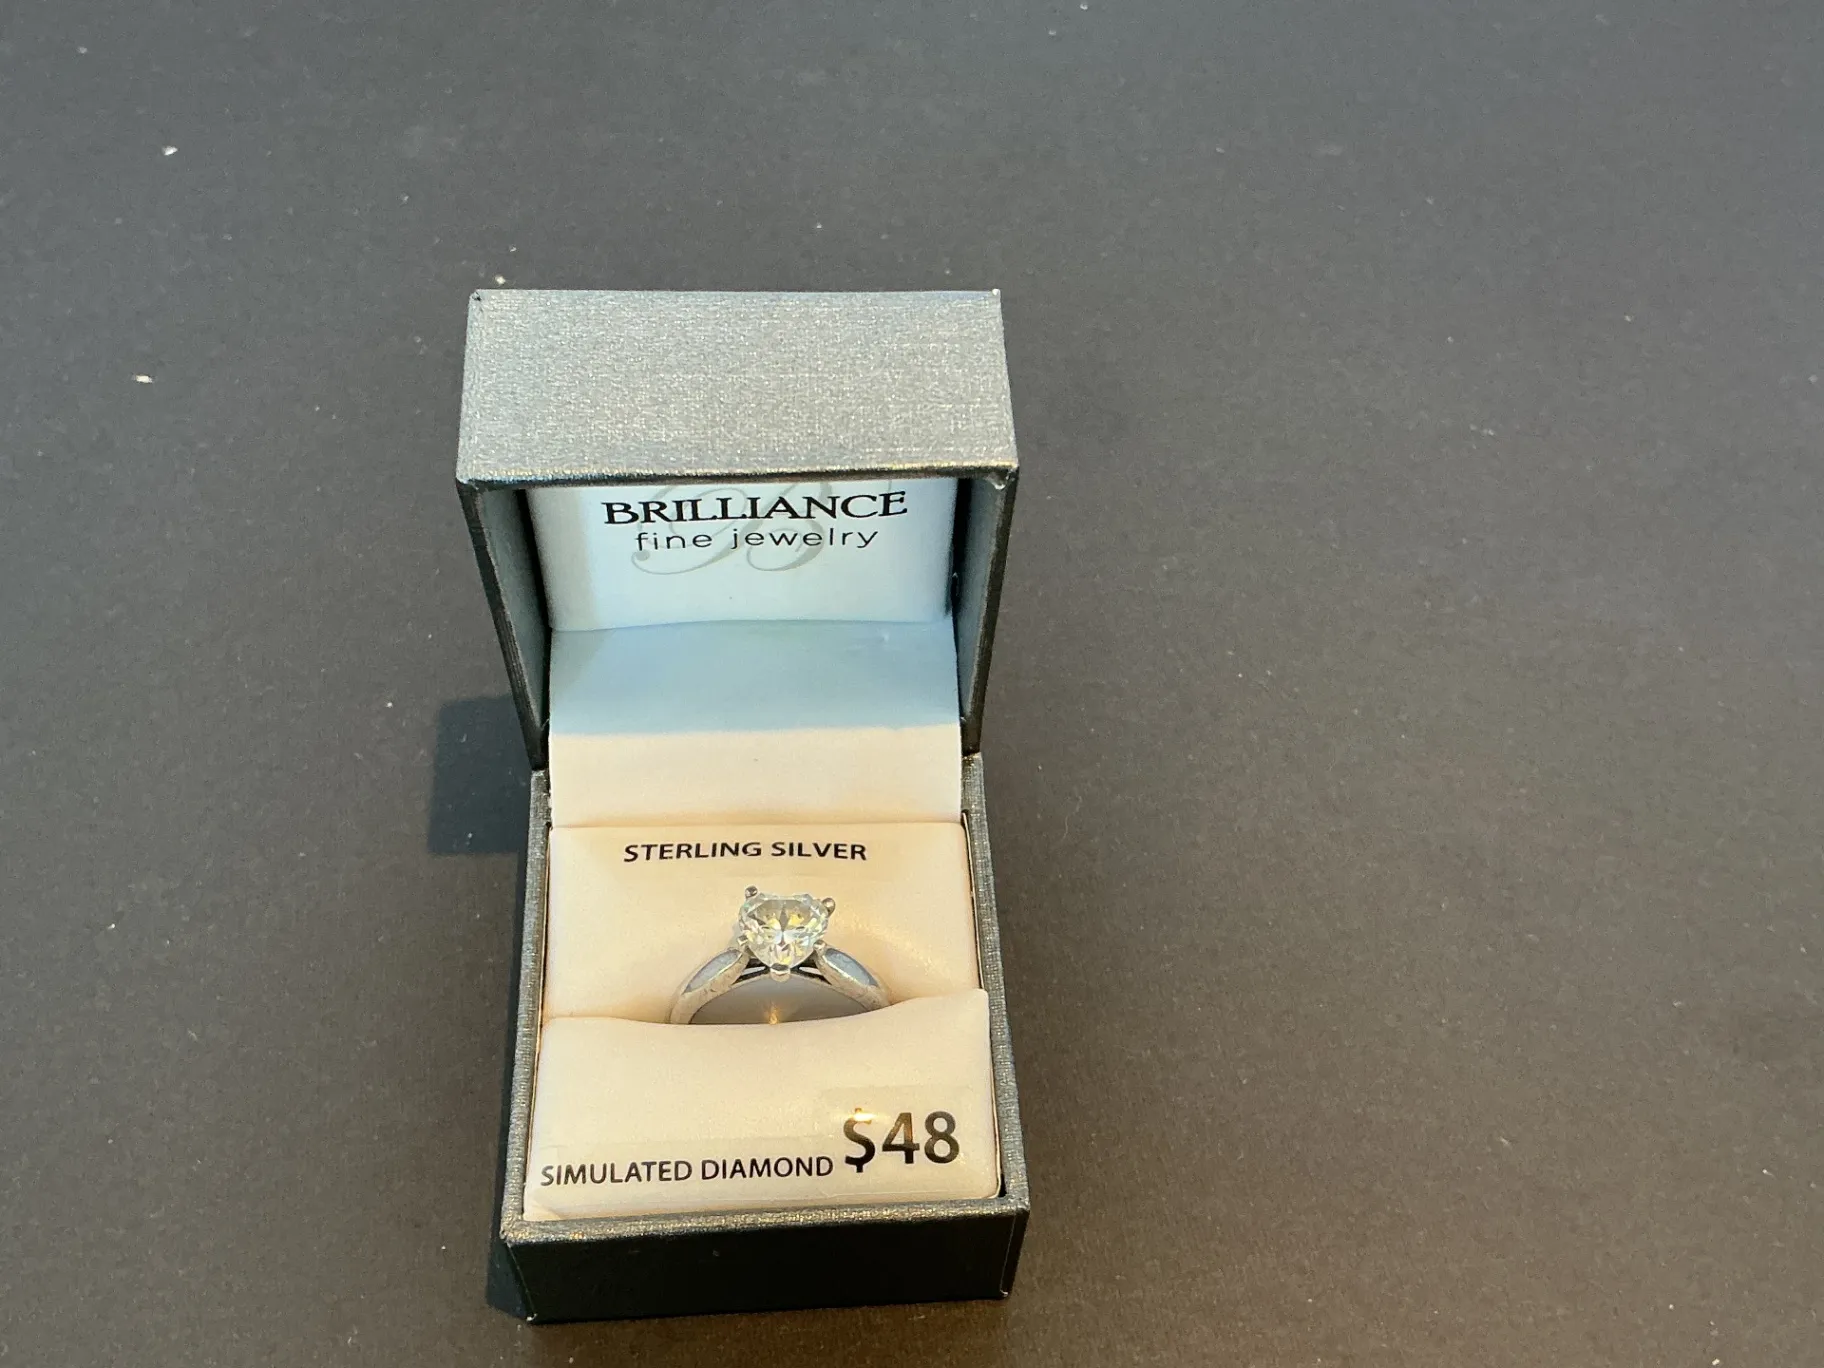 BRILLIANCE
fine jewelry
STERLING SILVER
SIMULATED DIAMOND $48